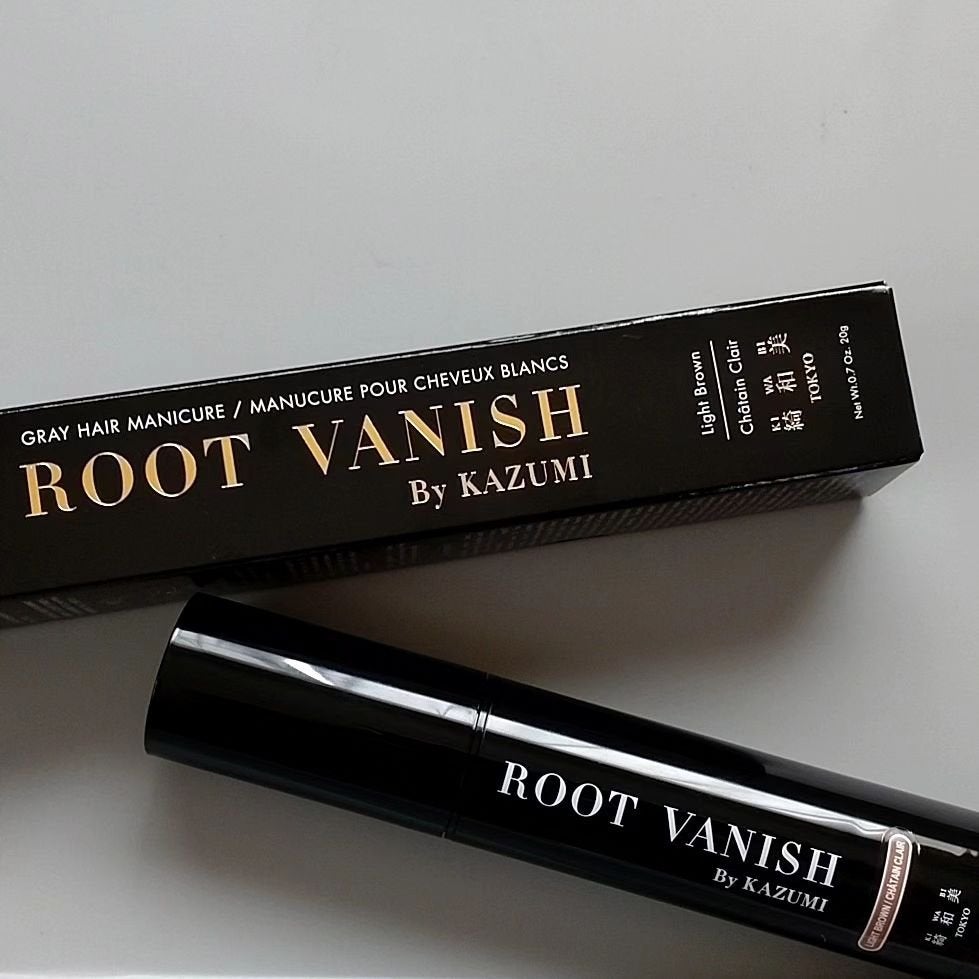 GRAY HAIR MANICURE / MANUCURE POUR CHEVEUX BLANCS
ROOT VANISH
By KAZUMI
Light Brown
Châtain Clair
KI WA BI
綺和美
TOKYO
Net Wt.0.7 Oz. 20g
ROOT VANISH
By KAZUMI
LIGHT BROWN / CHÂTAIN CLAIR
KI WA BI
綺和美
TOKYO